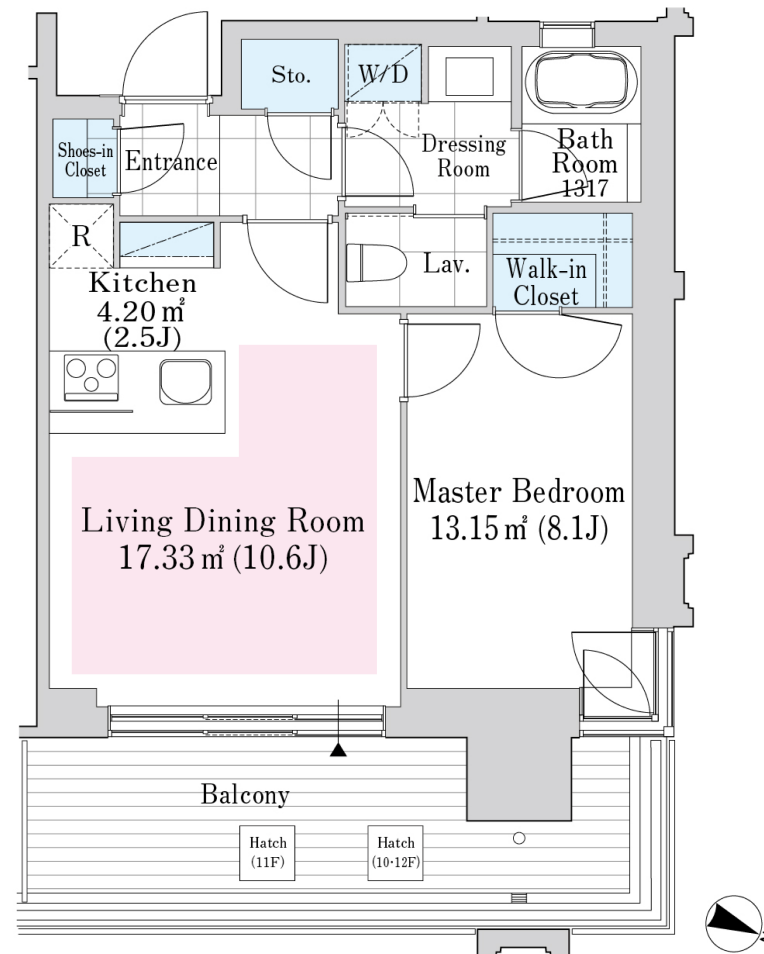 Sto.
W/D
Dressing
Room
Bath
Room
1317
Shoes-in
Closet
Entrance
R
Kitchen
4.20㎡
(2.5J)
Lav.
Walk-in
Closet
Living Dining Room
17.33㎡(10.6J)
Master Bedroom
13.15㎡(8.1J)
Balcony
Hatch
(11F)
Hatch
(10·12F)